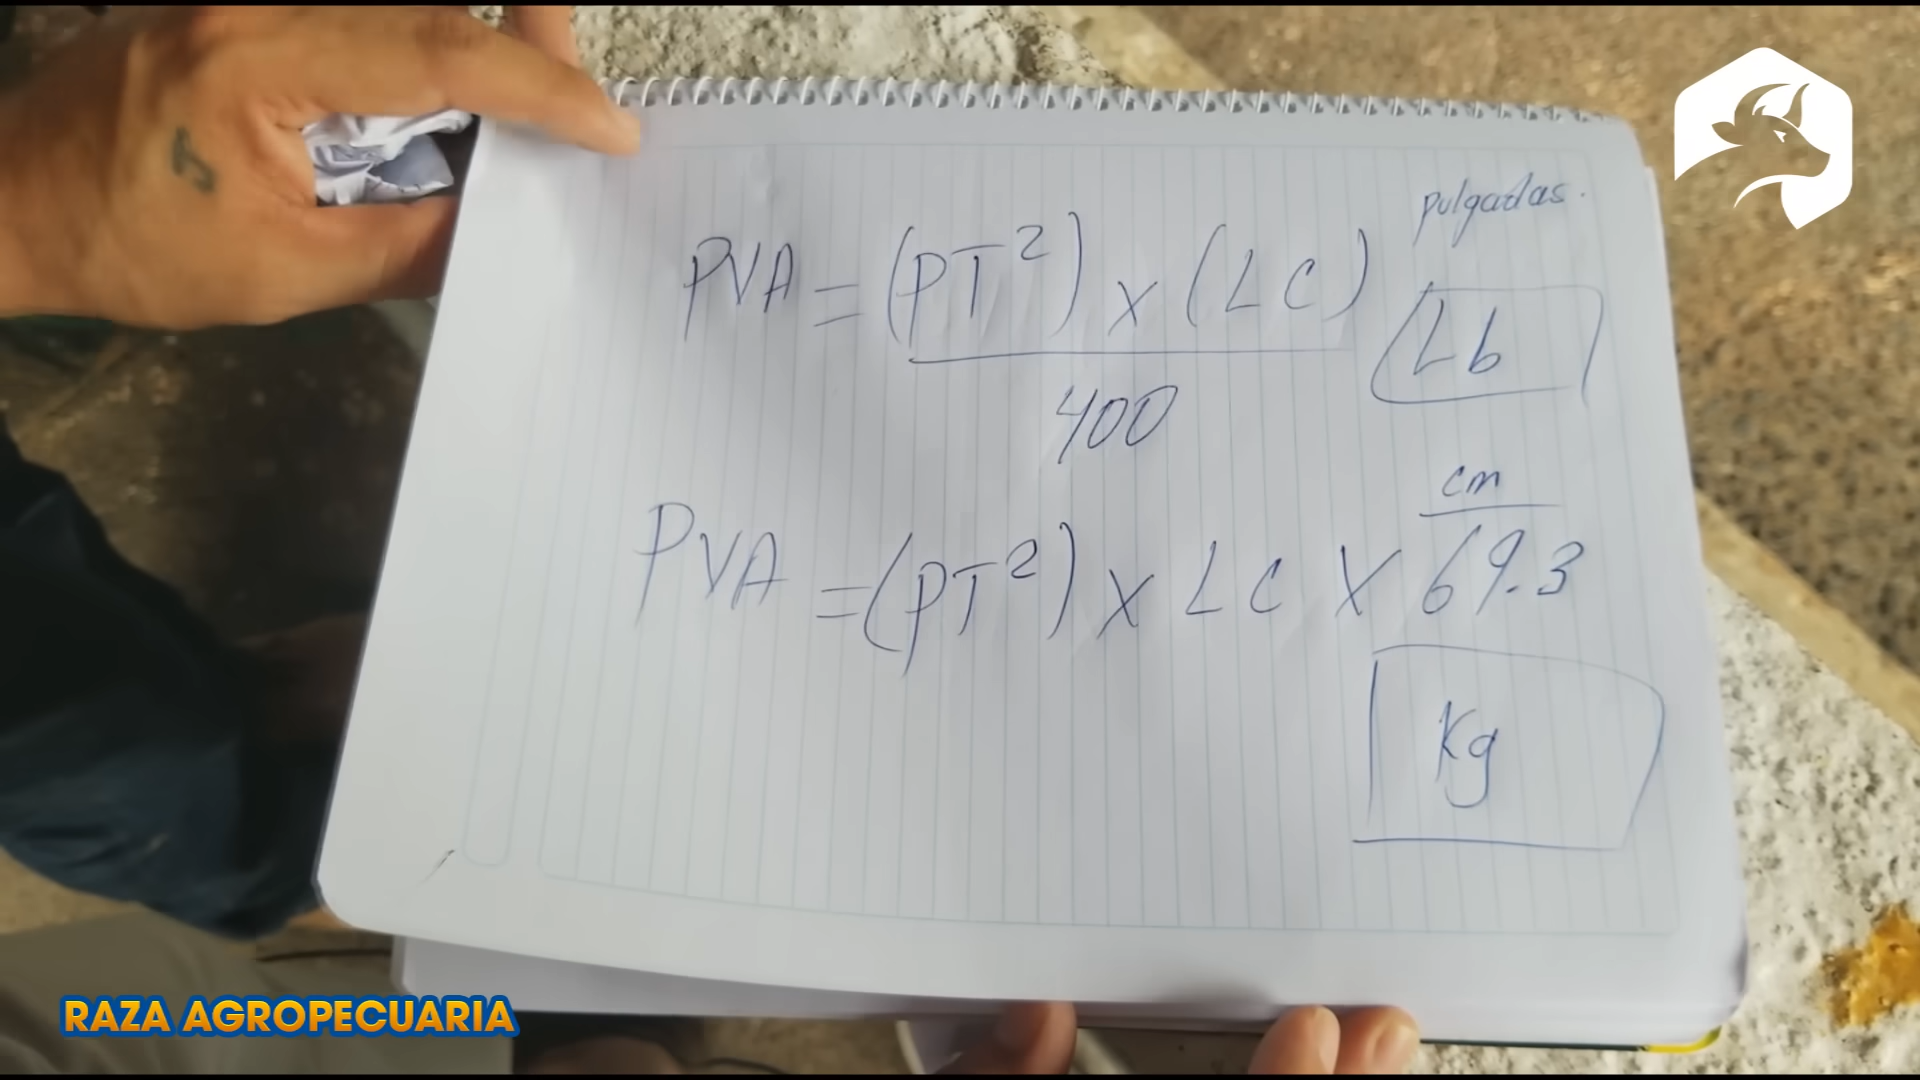 pulgadas.
PVA = (PT²) x (LC)
400
Lb
cm
PVA = (PT²) x LC x 69.3
Kg
RAZA AGROPECUARIA